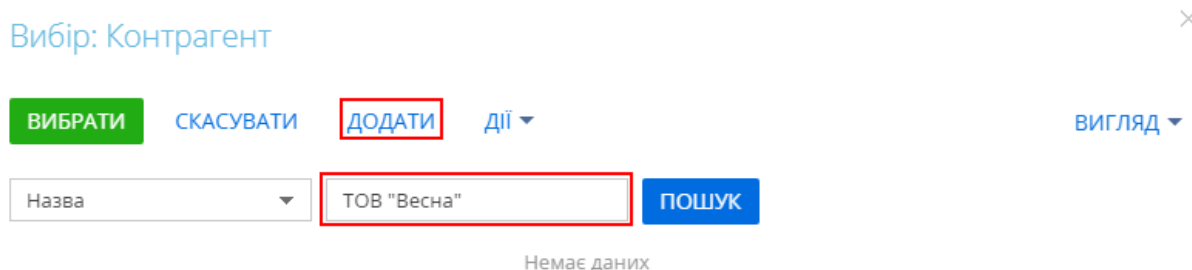 Вибір: Контрагент
ВИБРАТИ СКАСУВАТИ ДОДАТИ ДІЇ ВИГЛЯД
Назва ТОВ "Весна" ПОШУК
Немає даних